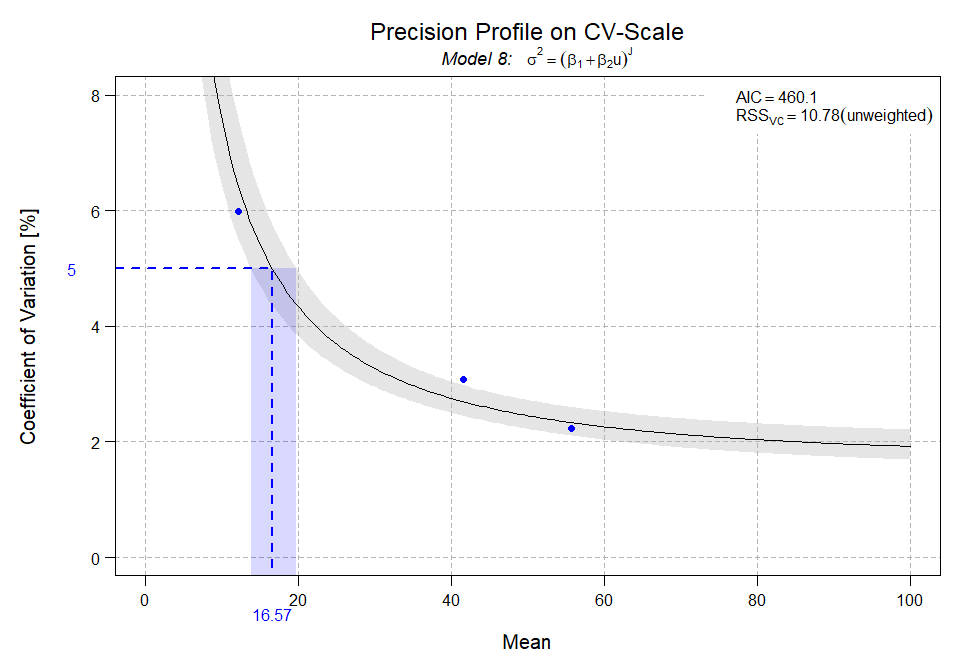 Precision Profile on CV-Scale
Model 8: σ² = (β₁+β₂u)ᴶ
AIC = 460.1
RSS_VC = 10.78(unweighted)
Coefficient of Variation [%]
8
6
5
4
2
0
0 20 40 60 80 100
16.57
Mean